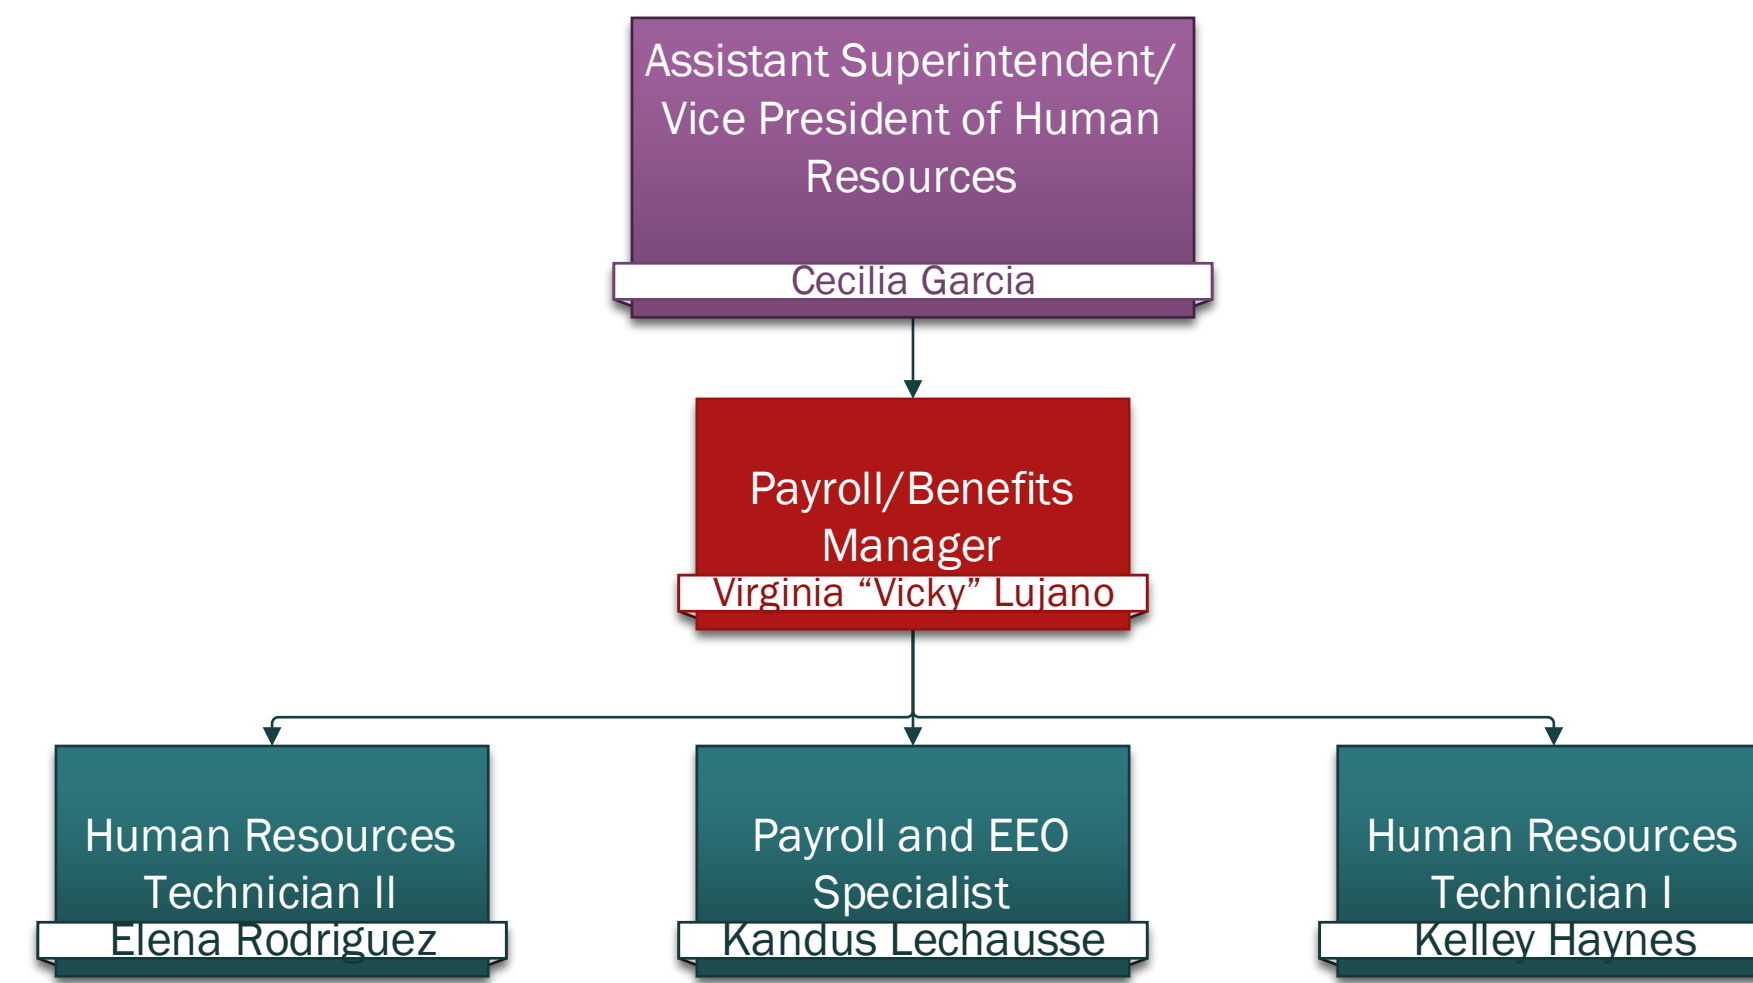 Assistant Superintendent/
Vice President of Human
Resources
Cecilia Garcia
Payroll/Benefits
Manager
Virginia “Vicky” Lujano
Human Resources
Technician II
Elena Rodriguez
Payroll and EEO
Specialist
Kandus Lechausse
Human Resources
Technician I
Kelley Haynes